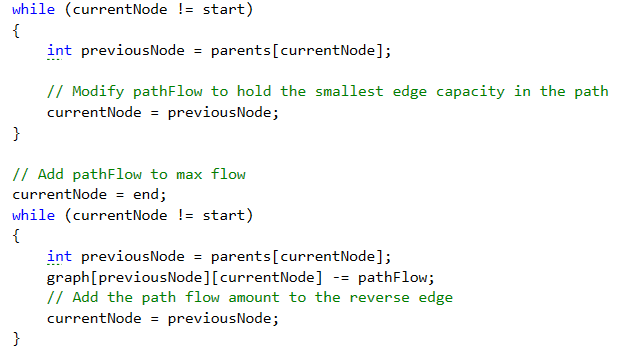 while (currentNode != start)
{
    int previousNode = parents[currentNode];
    // Modify pathFlow to hold the smallest edge capacity in the path
    currentNode = previousNode;
}
// Add pathFlow to max flow
currentNode = end;
while (currentNode != start)
{
    int previousNode = parents[currentNode];
    graph[previousNode][currentNode] -= pathFlow;
    // Add the path flow amount to the reverse edge
    currentNode = previousNode;
}